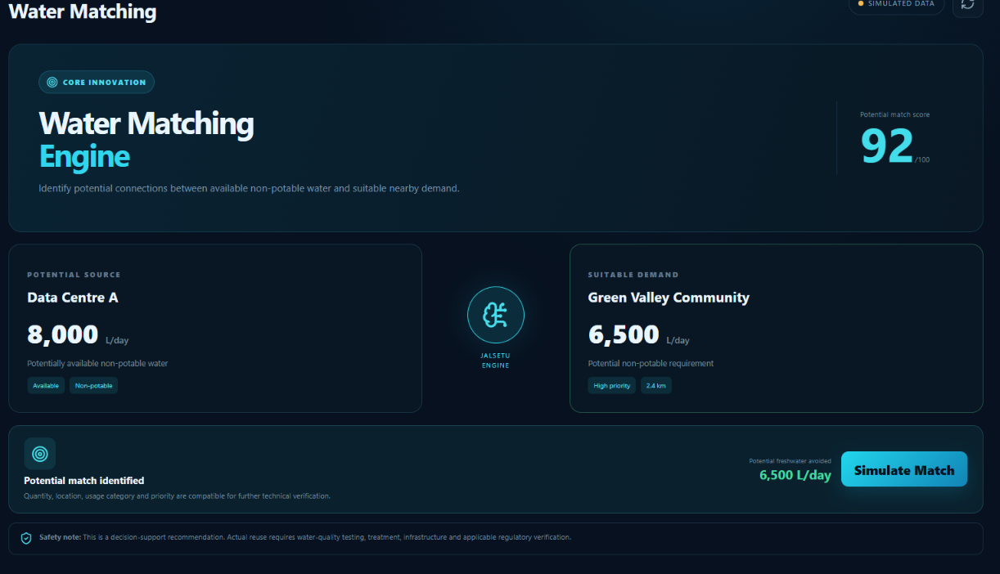 Water Matching
SIMULATED DATA
CORE INNOVATION
Water Matching
Engine
Identify potential connections between available non-potable water and suitable nearby demand.
Potential match score
92 /100
POTENTIAL SOURCE
Data Centre A
8,000 L/day
Potentially available non-potable water
Available
Non-potable
JALSETU
ENGINE
SUITABLE DEMAND
Green Valley Community
6,500 L/day
Potential non-potable requirement
High priority
2.4 km
Potential match identified
Quantity, location, usage category and priority are compatible for further technical verification.
Potential freshwater avoided
6,500 L/day
Simulate Match
Safety note: This is a decision-support recommendation. Actual reuse requires water-quality testing, treatment, infrastructure and applicable regulatory verification.